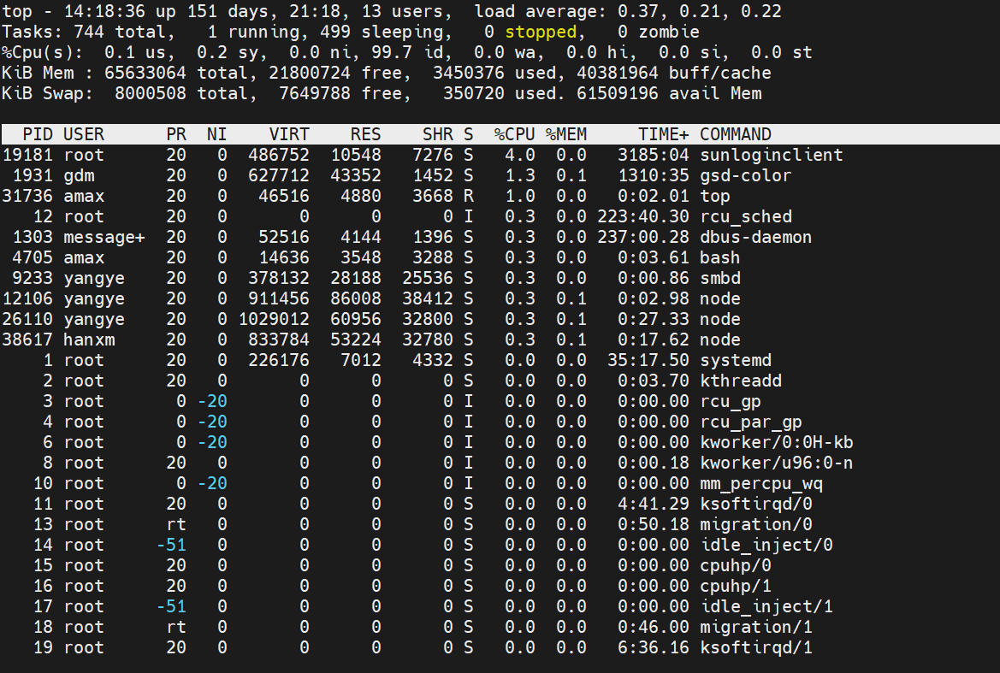 top - 14:18:36 up 151 days, 21:18, 13 users,  load average: 0.37, 0.21, 0.22
Tasks: 744 total,   1 running, 499 sleeping,   0 stopped,   0 zombie
%Cpu(s):  0.1 us,  0.2 sy,  0.0 ni, 99.7 id,  0.0 wa,  0.0 hi,  0.0 si,  0.0 st
KiB Mem : 65633064 total, 21800724 free,  3450376 used, 40381964 buff/cache
KiB Swap:  8000508 total,  7649788 free,   350720 used. 61509196 avail Mem
  PID USER      PR  NI    VIRT    RES    SHR S  %CPU %MEM     TIME+ COMMAND
19181 root      20   0  486752  10548   7276 S   4.0  0.0   3185:04 sunloginclient
 1931 gdm       20   0  627712  43352   1452 S   1.3  0.1   1310:35 gsd-color
31736 amax      20   0   46516   4880   3668 R   1.0  0.0   0:02.01 top
   12 root      20   0       0      0      0 I   0.3  0.0 223:40.30 rcu_sched
 1303 message+  20   0   52516   4144   1396 S   0.3  0.0 237:00.28 dbus-daemon
 4705 amax      20   0   14636   3548   3288 S   0.3  0.0   0:03.61 bash
 9233 yangye    20   0  378132  28188  25536 S   0.3  0.0   0:00.86 smbd
12106 yangye    20   0  911456  86008  38412 S   0.3  0.1   0:02.98 node
26110 yangye    20   0 1029012  60956  32800 S   0.3  0.1   0:27.33 node
38617 hanxm     20   0  833784  53224  32780 S   0.3  0.1   0:17.62 node
    1 root      20   0  226176   7012   4332 S   0.0  0.0  35:17.50 systemd
    2 root      20   0       0      0      0 S   0.0  0.0   0:03.70 kthreadd
    3 root       0 -20       0      0      0 I   0.0  0.0   0:00.00 rcu_gp
    4 root       0 -20       0      0      0 I   0.0  0.0   0:00.00 rcu_par_gp
    6 root       0 -20       0      0      0 I   0.0  0.0   0:00.00 kworker/0:0H-kb
    8 root      20   0       0      0      0 I   0.0  0.0   0:00.18 kworker/u96:0-n
   10 root       0 -20       0      0      0 I   0.0  0.0   0:00.00 mm_percpu_wq
   11 root      20   0       0      0      0 S   0.0  0.0   4:41.29 ksoftirqd/0
   13 root      rt   0       0      0      0 S   0.0  0.0   0:50.18 migration/0
   14 root     -51   0       0      0      0 S   0.0  0.0   0:00.00 idle_inject/0
   15 root      20   0       0      0      0 S   0.0  0.0   0:00.00 cpuhp/0
   16 root      20   0       0      0      0 S   0.0  0.0   0:00.00 cpuhp/1
   17 root     -51   0       0      0      0 S   0.0  0.0   0:00.00 idle_inject/1
   18 root      rt   0       0      0      0 S   0.0  0.0   0:46.00 migration/1
   19 root      20   0       0      0      0 S   0.0  0.0   6:36.16 ksoftirqd/1